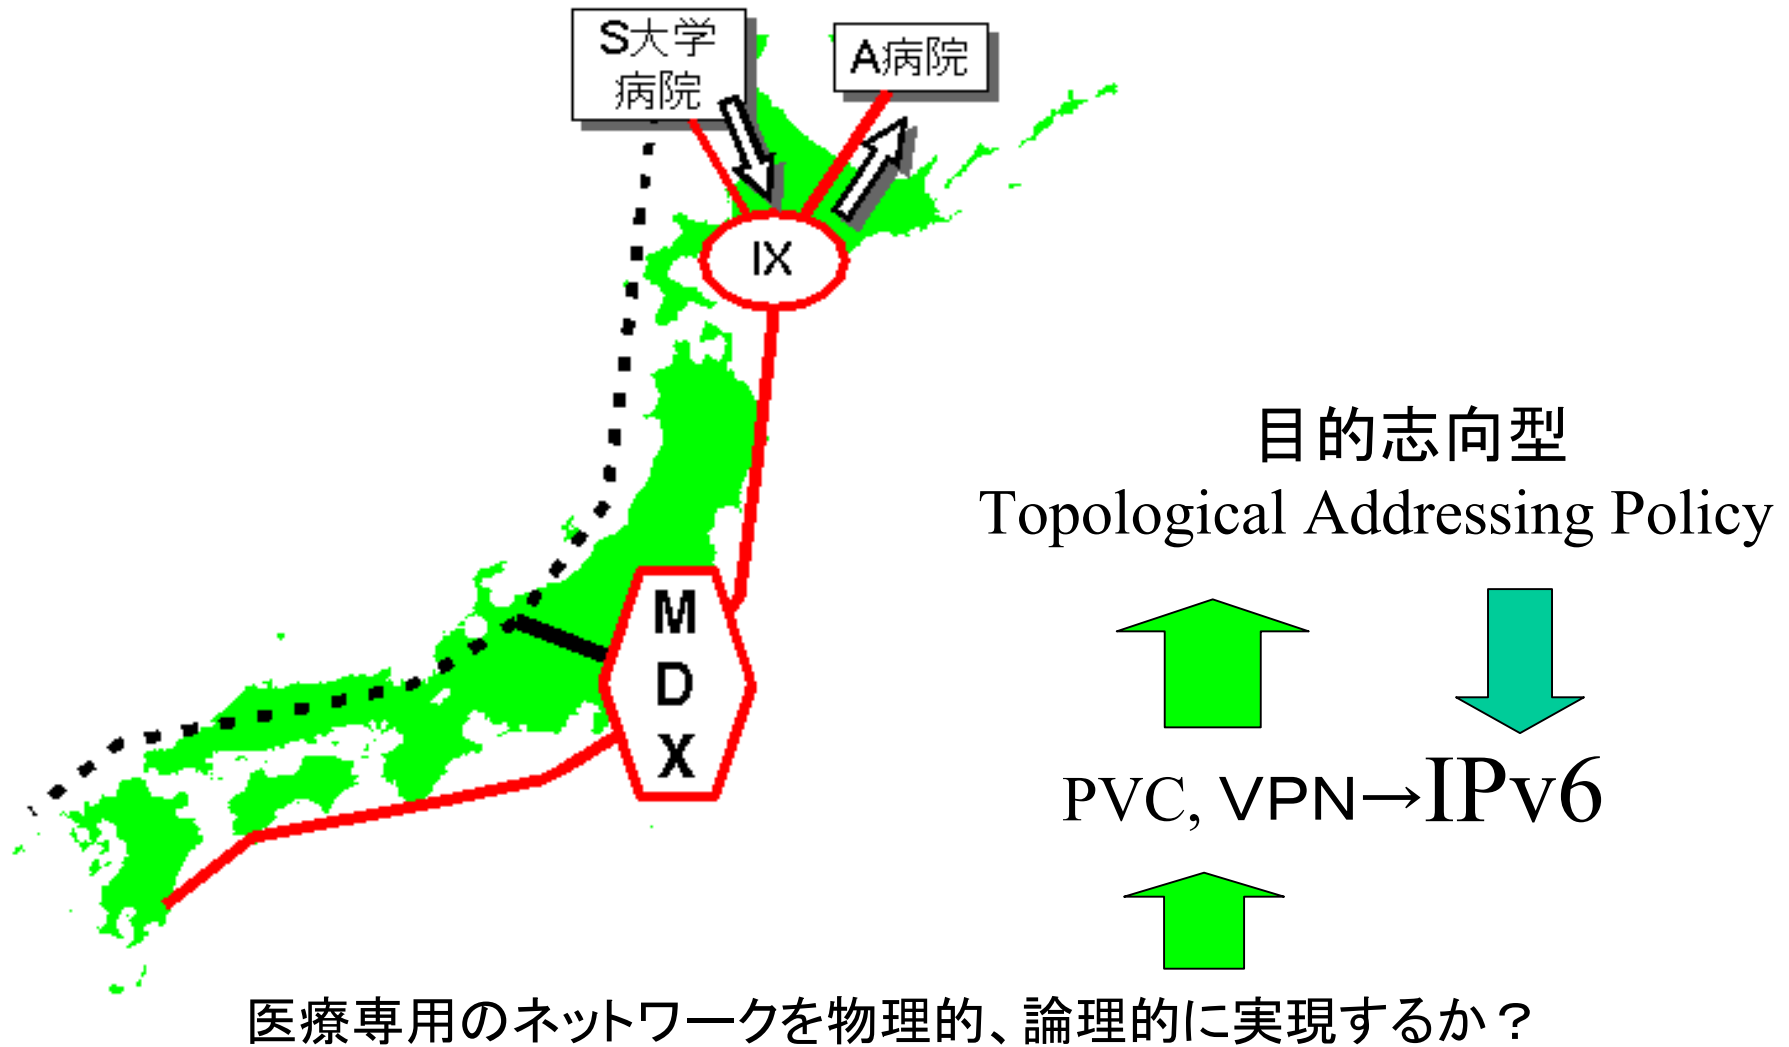 S大学
病院
A病院
IX
目的志向型
Topological Addressing Policy
M
D
X
PVC, VPN→IPv6
医療専用のネットワークを物理的、論理的に実現するか？